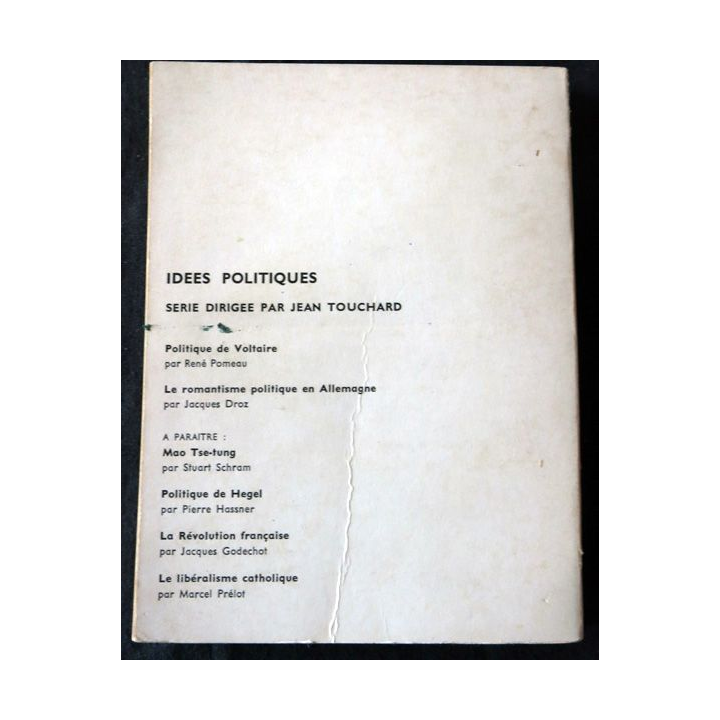 IDEES POLITIQUES
SERIE DIRIGEE PAR JEAN TOUCHARD
Politique de Voltaire
par René Pomeau
Le romantisme politique en Allemagne
par Jacques Droz
A PARAITRE :
Mao Tse-tung
par Stuart Schram
Politique de Hegel
par Pierre Hassner
La Révolution française
par Jacques Godechot
Le libéralisme catholique
par Marcel Prélot